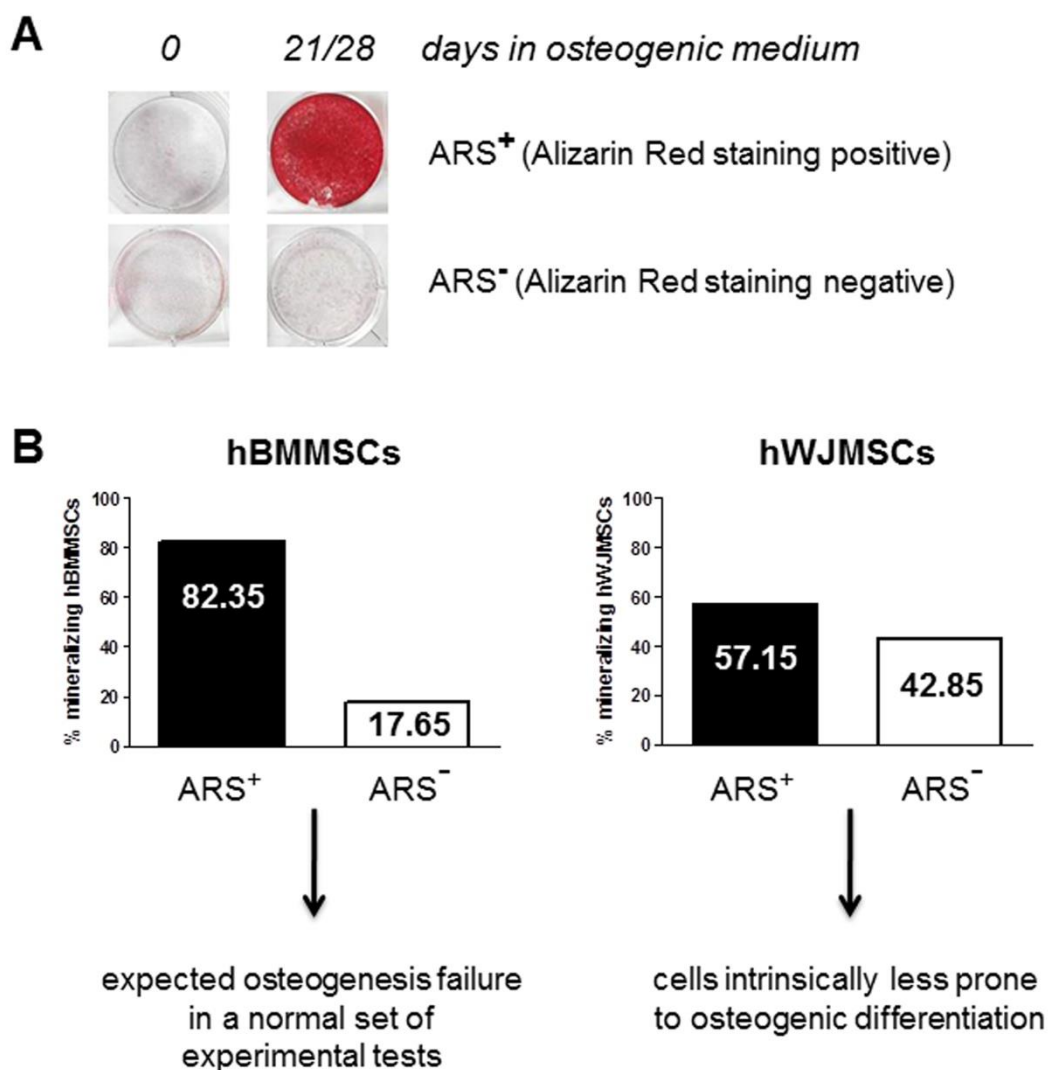 A
0 21/28 days in osteogenic medium
ARS+ (Alizarin Red staining positive)
ARS- (Alizarin Red staining negative)
B
hBMMSCs
% mineralizing hBMMSCs
100
80
60
40
20
0
82.35
17.65
ARS+ ARS-
expected osteogenesis failure
in a normal set of
experimental tests
hWJMSCs
% mineralizing hWJMSCs
100
80
60
40
20
0
57.15
42.85
ARS+ ARS-
cells intrinsically less prone
to osteogenic differentiation